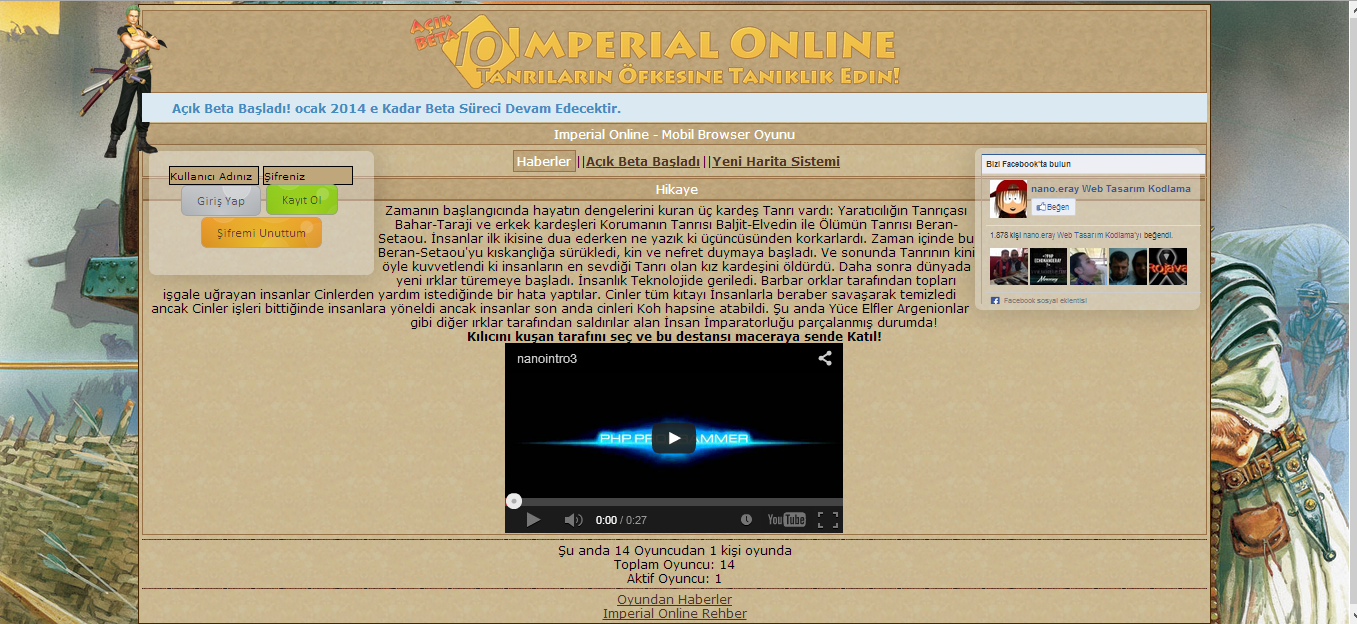 AÇIK
BETA
IO IMPERIAL ONLINE
TANRILARIN ÖFKESINE TANIKLIK EDIN!
Açık Beta Başladı! ocak 2014 e Kadar Beta Süreci Devam Edecektir.
Imperial Online - Mobil Browser Oyunu
Haberler||Açık Beta Başladı||Yeni Harita Sistemi
Hikaye
Kullanıcı Adınız Şifreniz
Giriş Yap Kayıt Ol
Şifremi Unuttum
Zamanın başlangıcında hayatın dengelerini kuran üç kardeş Tanrı vardı: Yaratıcılığın Tanrıçası
Bahar-Taraji ve erkek kardeşleri Korumanın Tanrısı Baljit-Elvedin ile Ölümün Tanrısı Beran-
Setaou. İnsanlar ilk ikisine dua ederken ne yazık ki üçüncüsünden korkarlardı. Zaman içinde bu
Beran-Setaou'yu kıskançlığa sürükledi, kin ve nefret duymaya başladı. Ve sonunda Tanrının kini
öyle kuvvetlendi ki insanların en sevdiği Tanrı olan kız kardeşini öldürdü. Daha sonra dünyada
yeni ırklar türemeye başladı. İnsanlık Teknolojide geriledi. Barbar orklar tarafından topları
işgale uğrayan insanlar Cinlerden yardım istediğinde bir hata yaptılar. Cinler tüm kıtayı İnsanlarla beraber savaşarak temizledi
ancak Cinler işleri bittiğinde insanlara yöneldi ancak insanlar son anda cinleri Koh hapsine atabildi. Şu anda Yüce Elfler Argenionlar
gibi diğer ırklar tarafından saldırılar alan İnsan İmparatorluğu parçalanmış durumda!
Kılıcını kuşan tarafını seç ve bu destansı maceraya sende Katıl!
Bizi Facebook'ta bulun
nano.eray Web Tasarım Kodlama
Beğen
1.878 kişi nano.eray Web Tasarım Kodlama'yı beğendi.
Rojava
Facebook sosyal eklentisi
nanointro3
PHP PR AMMER
0:00 / 0:27
YouTube
Şu anda 14 Oyuncudan 1 kişi oyunda
Toplam Oyuncu: 14
Aktif Oyuncu: 1
Oyundan Haberler
Imperial Online Rehber